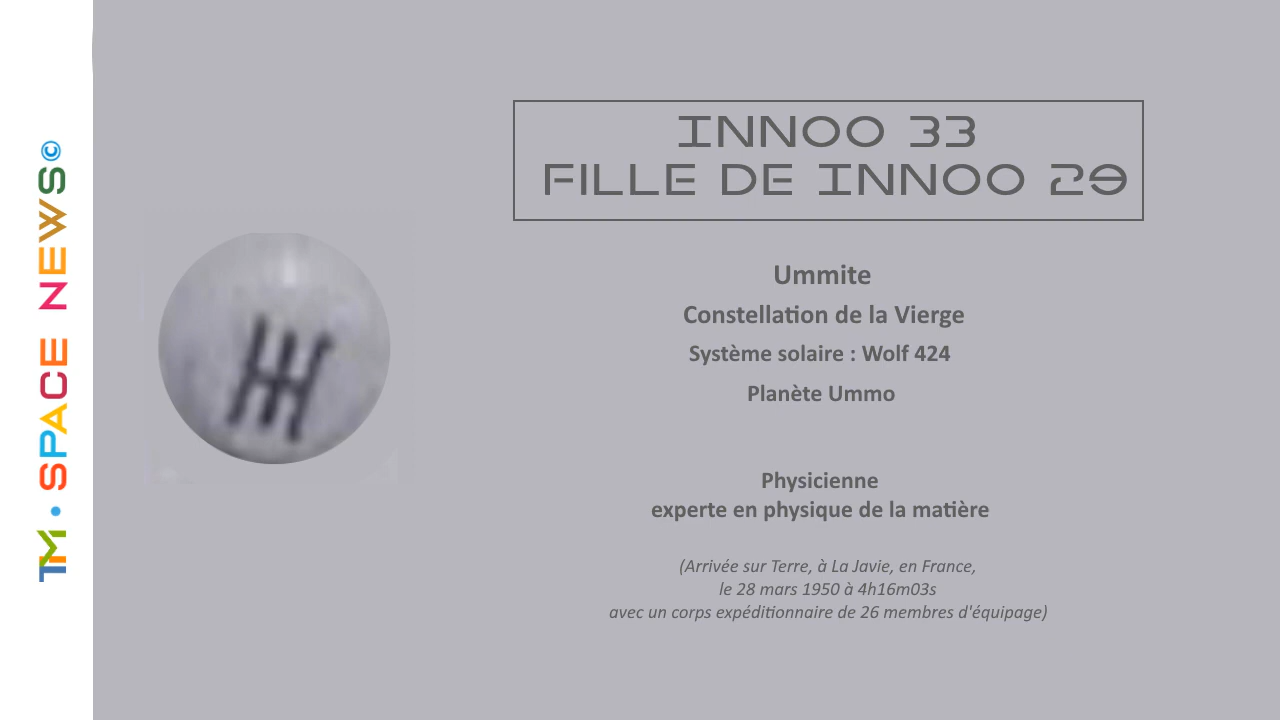 TM • SPACE NEWS©
INNOO 33
FILLE DE INNOO 29
Ummite
Constellation de la Vierge
Système solaire : Wolf 424
Planète Ummo
Physicienne
experte en physique de la matière
(Arrivée sur Terre, à La Javie, en France,
le 28 mars 1950 à 4h16m03s
avec un corps expéditionnaire de 26 membres d'équipage)